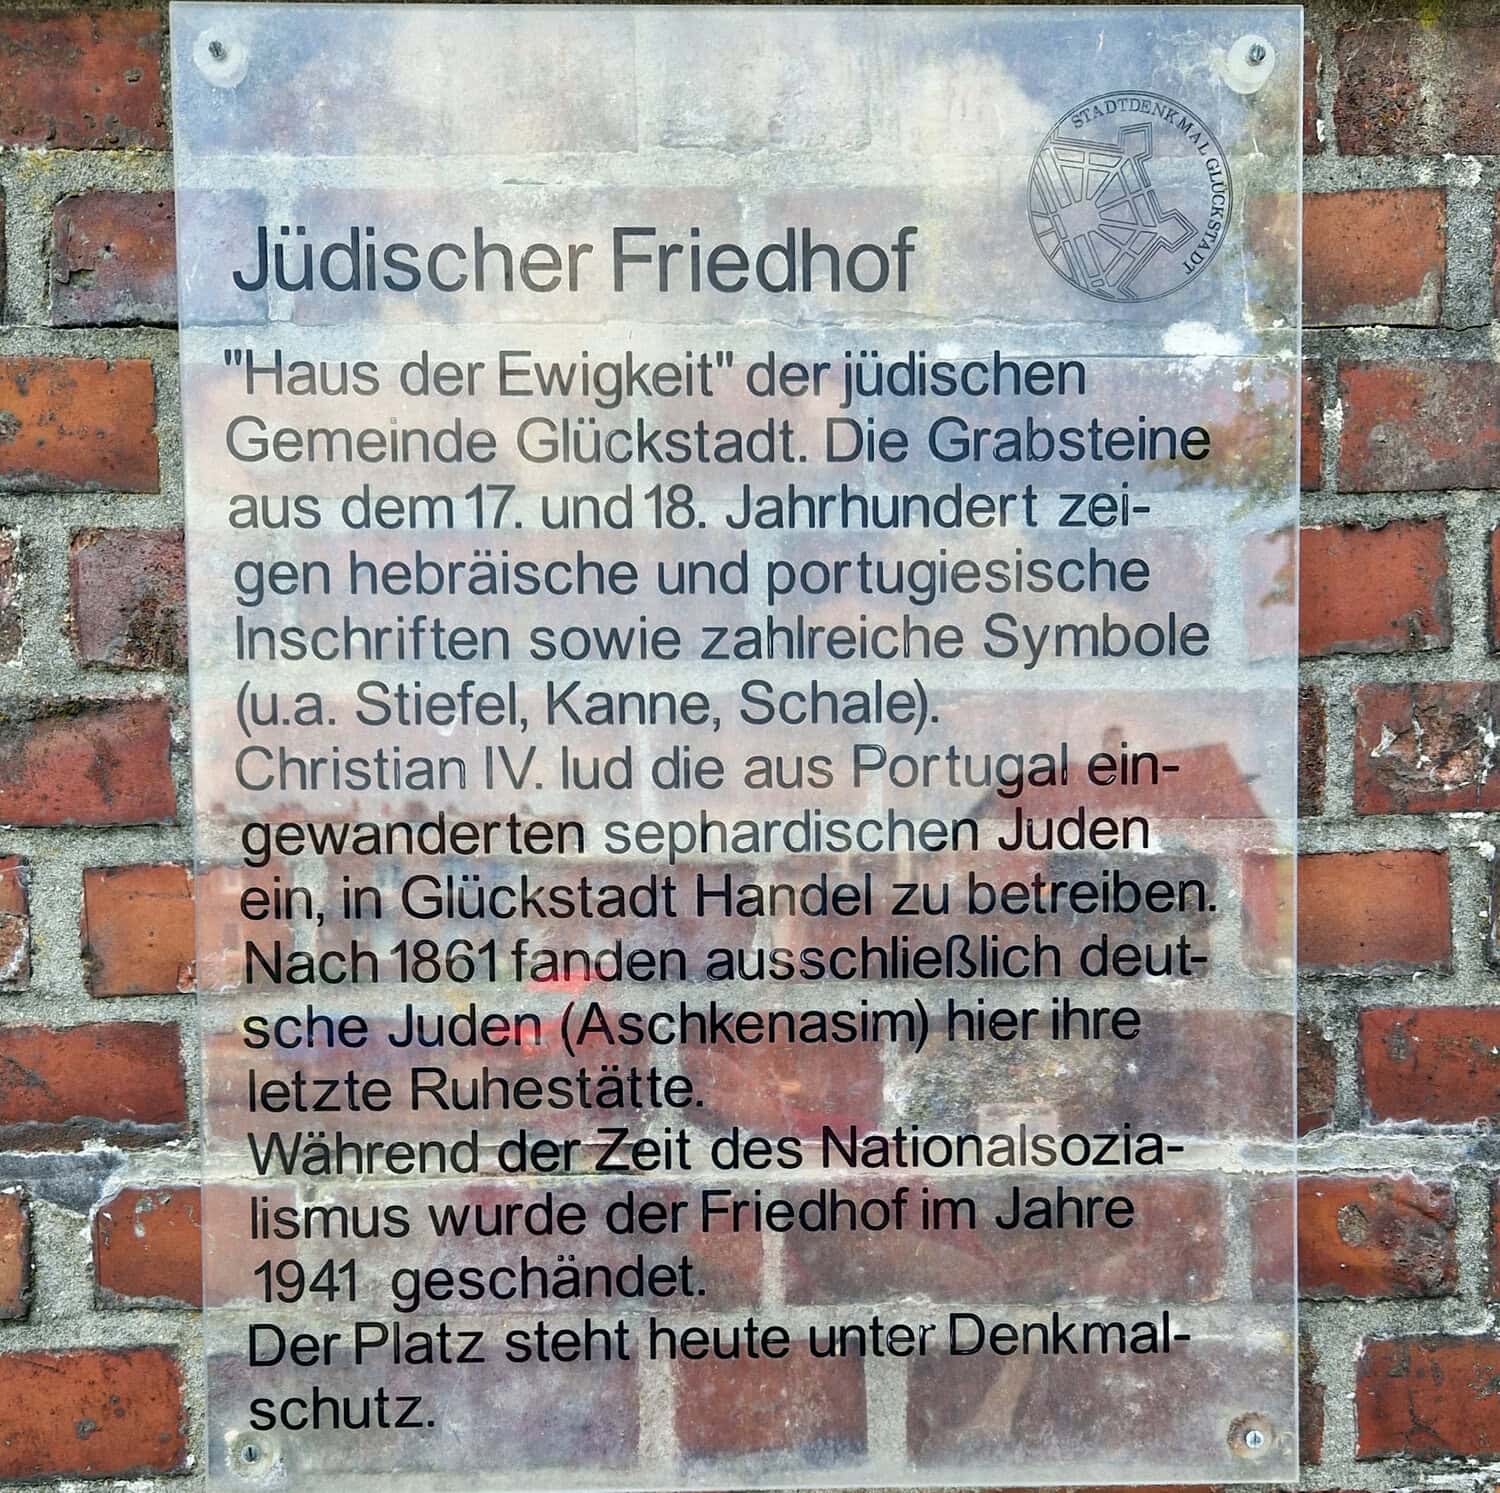 STADTDENKMAL GLÜCKSTADT
Jüdischer Friedhof
"Haus der Ewigkeit" der jüdischen
Gemeinde Glückstadt. Die Grabsteine
aus dem 17. und 18. Jahrhundert zei-
gen hebräische und portugiesische
Inschriften sowie zahlreiche Symbole
(u.a. Stiefel, Kanne, Schale).
Christian IV. lud die aus Portugal ein-
gewanderten sephardischen Juden
ein, in Glückstadt Handel zu betreiben.
Nach 1861 fanden ausschließlich deut-
sche Juden (Aschkenasim) hier ihre
letzte Ruhestätte.
Während der Zeit des Nationalsozia-
lismus wurde der Friedhof im Jahre
1941 geschändet.
Der Platz steht heute unter Denkmal-
schutz.